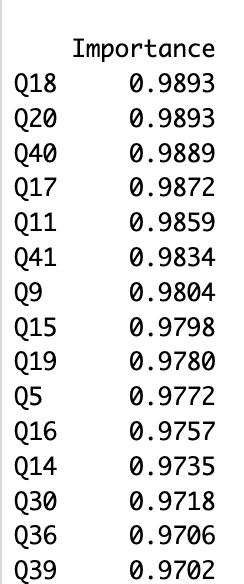 Importance
Q18 0.9893
Q20 0.9893
Q40 0.9889
Q17 0.9872
Q11 0.9859
Q41 0.9834
Q9 0.9804
Q15 0.9798
Q19 0.9780
Q5 0.9772
Q16 0.9757
Q14 0.9735
Q30 0.9718
Q36 0.9706
Q39 0.9702